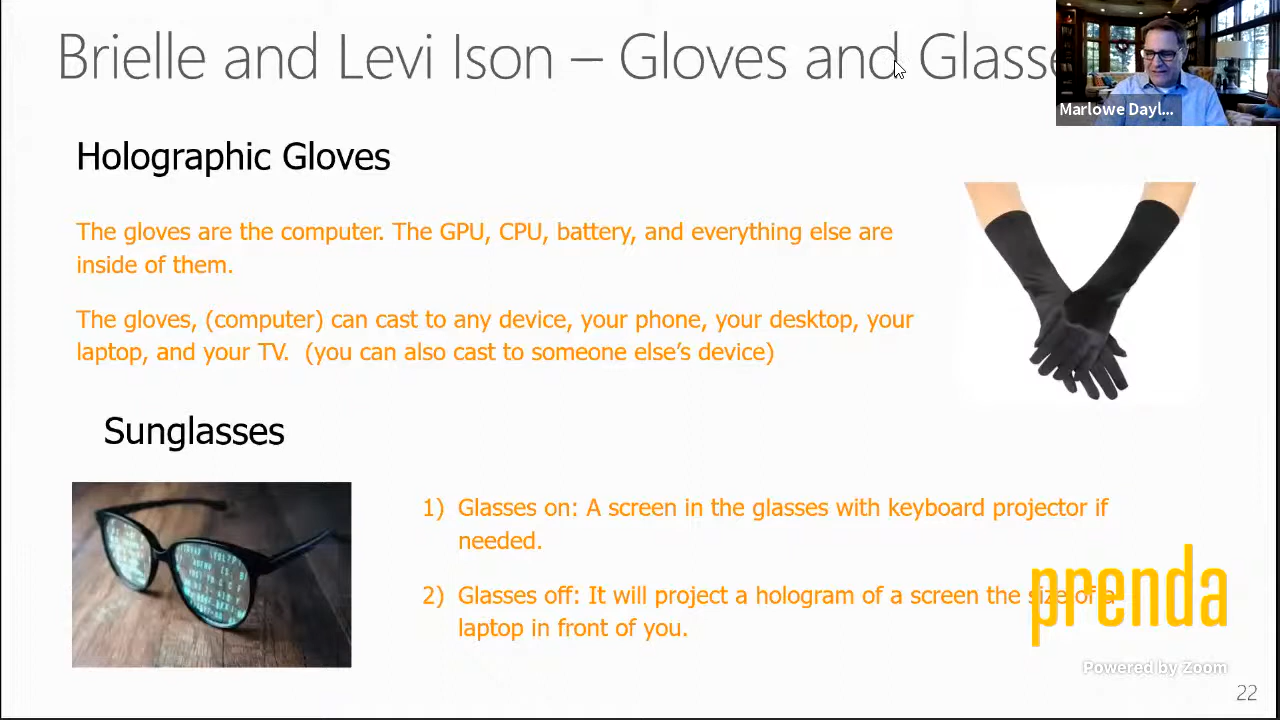 Brielle and Levi Ison – Gloves and Glasse
Marlowe Dayl...
Holographic Gloves
The gloves are the computer. The GPU, CPU, battery, and everything else are
inside of them.
The gloves, (computer) can cast to any device, your phone, your desktop, your
laptop, and your TV.  (you can also cast to someone else’s device)
Sunglasses
1) Glasses on: A screen in the glasses with keyboard projector if
needed.
2) Glasses off: It will project a hologram of a screen the size of a
laptop in front of you.
prenda
Powered by Zoom
22